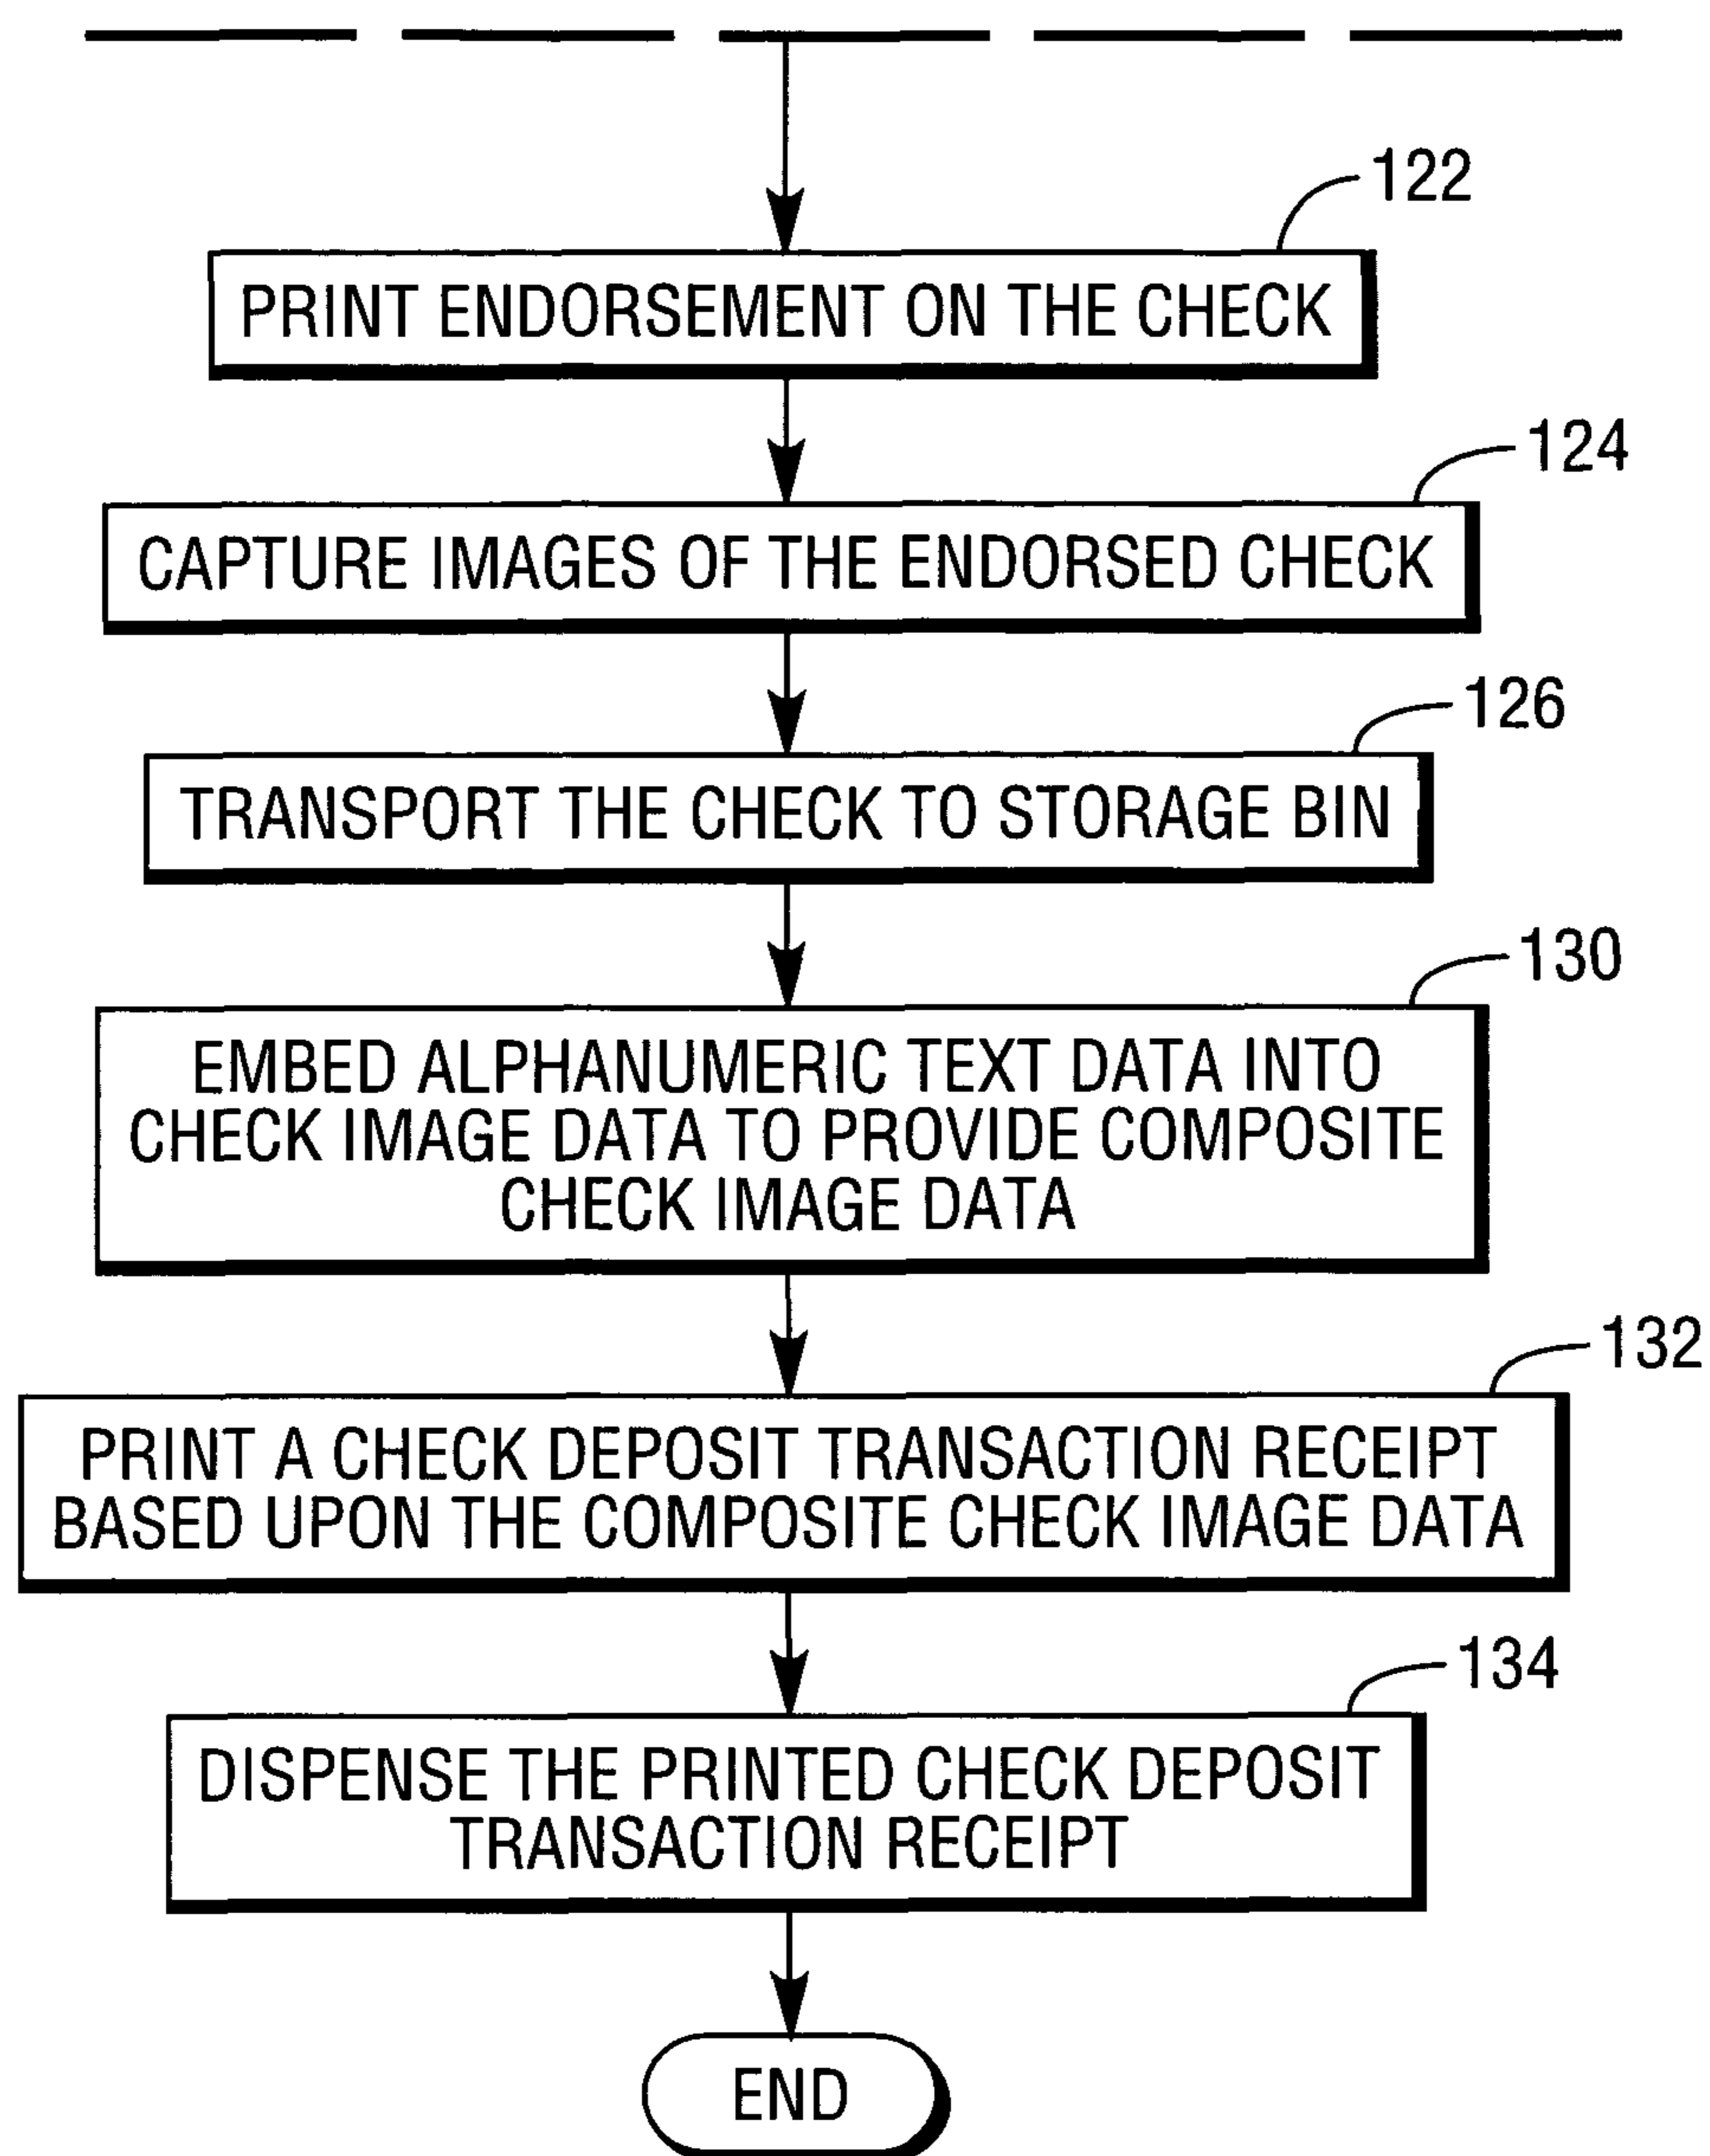 122
PRINT ENDORSEMENT ON THE CHECK
124
CAPTURE IMAGES OF THE ENDORSED CHECK
126
TRANSPORT THE CHECK TO STORAGE BIN
130
EMBED ALPHANUMERIC TEXT DATA INTO
CHECK IMAGE DATA TO PROVIDE COMPOSITE
CHECK IMAGE DATA
132
PRINT A CHECK DEPOSIT TRANSACTION RECEIPT
BASED UPON THE COMPOSITE CHECK IMAGE DATA
134
DISPENSE THE PRINTED CHECK DEPOSIT
TRANSACTION RECEIPT
END